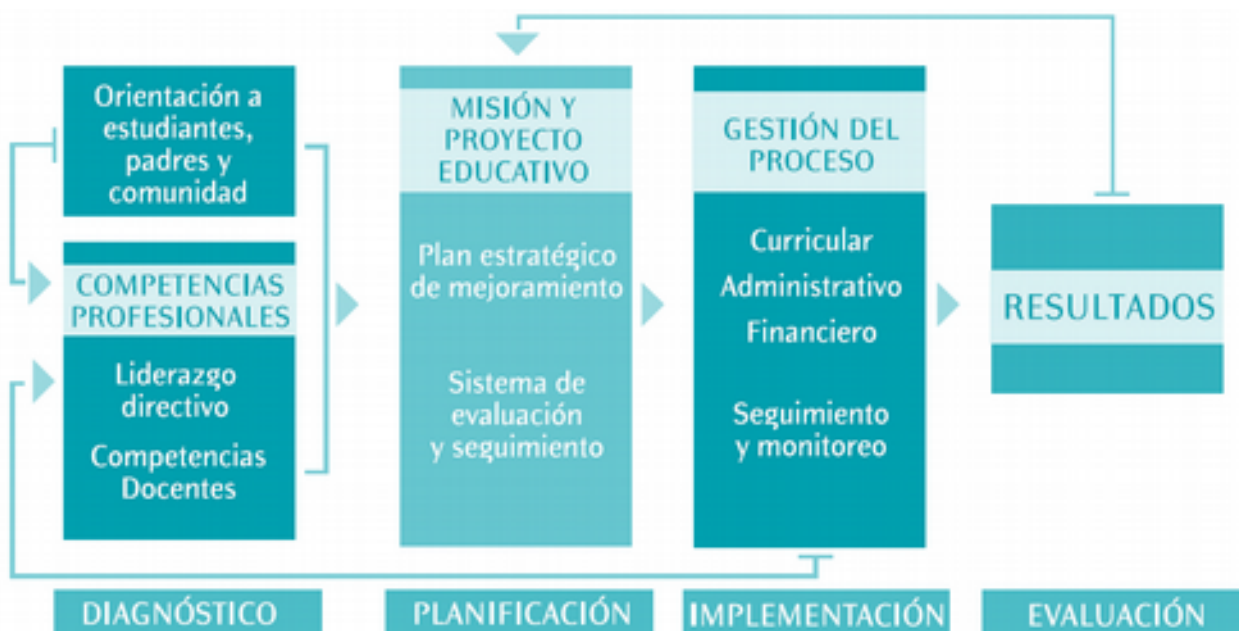 Orientación a
estudiantes,
padres y
comunidad
COMPETENCIAS
PROFESIONALES
Liderazgo
directivo
Competencias
Docentes
MISIÓN Y
PROYECTO
EDUCATIVO
Plan estratégico
de mejoramiento
Sistema de
evaluación
y seguimiento
GESTIÓN DEL
PROCESO
Curricular
Administrativo
Financiero
Seguimiento
y monitoreo
RESULTADOS
DIAGNÓSTICO
PLANIFICACIÓN
IMPLEMENTACIÓN
EVALUACIÓN